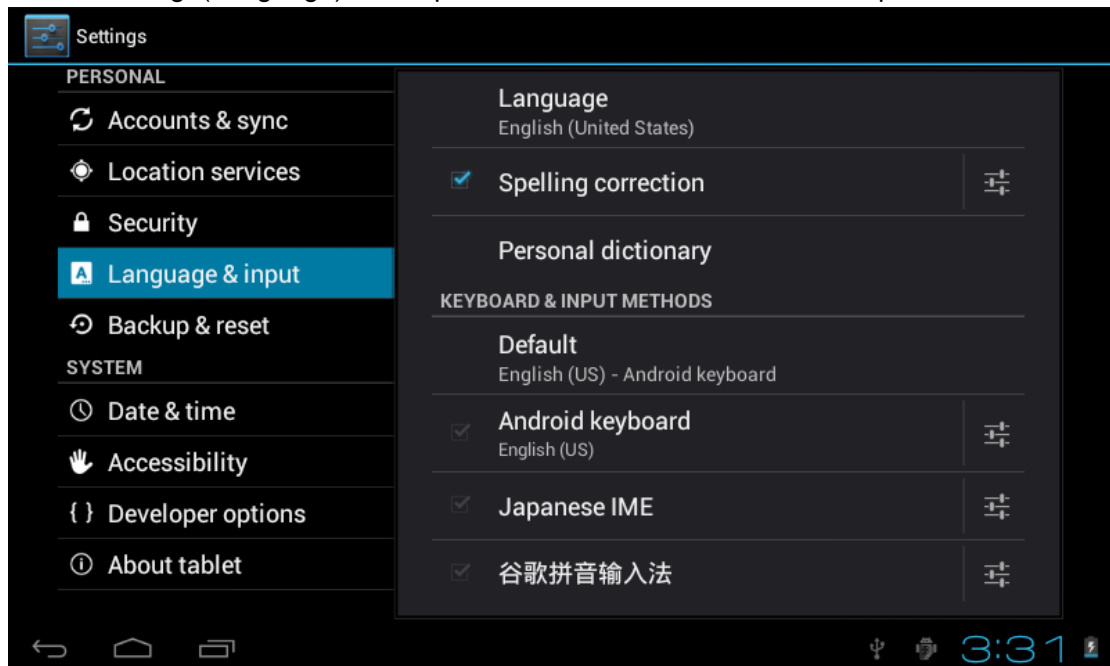 Settings
PERSONAL
Accounts & sync
Location services
Security
Language & input
Backup & reset
SYSTEM
Date & time
Accessibility
{ } Developer options
About tablet
Language
English (United States)
Spelling correction
Personal dictionary
KEYBOARD & INPUT METHODS
Default
English (US) - Android keyboard
Android keyboard
English (US)
Japanese IME
谷歌拼音输入法
3:31